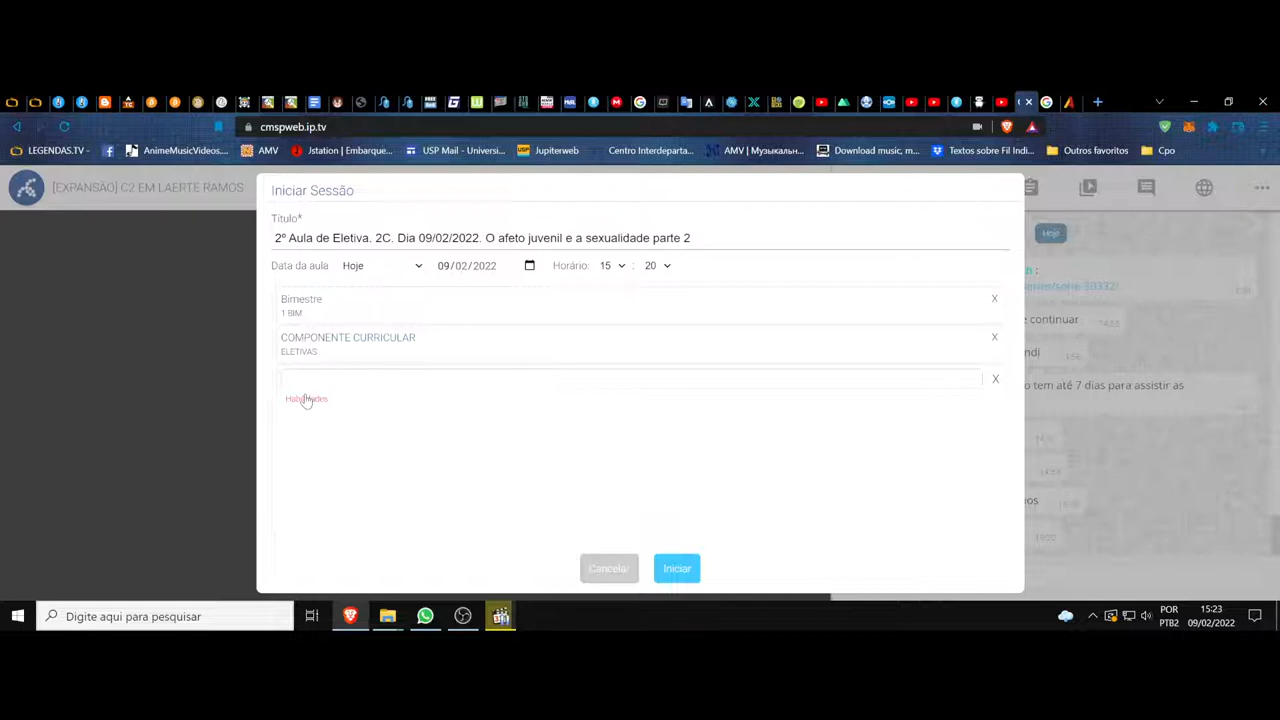 cmspweb.ip.tv
LEGENDAS.TV -
AnimeMusicVideos...
AMV
Jstation | Embarque...
USP Mail - Universi...
USP
Jupiterweb
Centro Interdeparta...
AMV | Музыкальн...
Download music, m...
Textos sobre Fil Indi...
Outros favoritos
Cpo
[EXPANSÃO] C2 EM LAERTE RAMOS
Iniciar Sessão
Título*
2º Aula de Eletiva. 2C. Dia 09/02/2022. O afeto juvenil e a sexualidade parte 2
Data da aula Hoje 09/02/2022 Horário: 15 : 20
Bimestre X
1 BIM
COMPONENTE CURRICULAR X
ELETIVAS
X
Habilidades
Cancelar Iniciar
Hoje
e continuar
ndi
o tem até 7 dias para assistir as
os
Digite aqui para pesquisar
POR 15:23
PTB2 09/02/2022